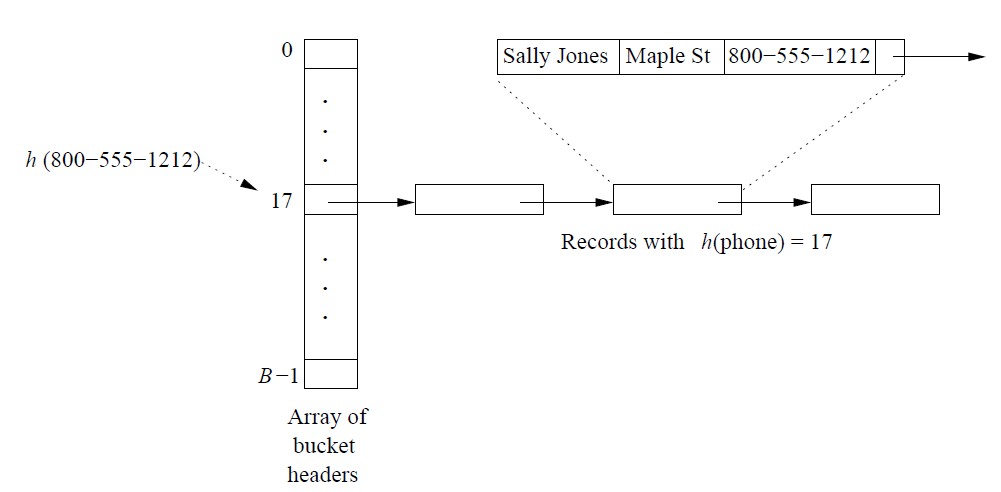 0
Sally Jones Maple St 800−555−1212
h (800−555−1212)
17
Records with h(phone) = 17
B−1
Array of
bucket
headers